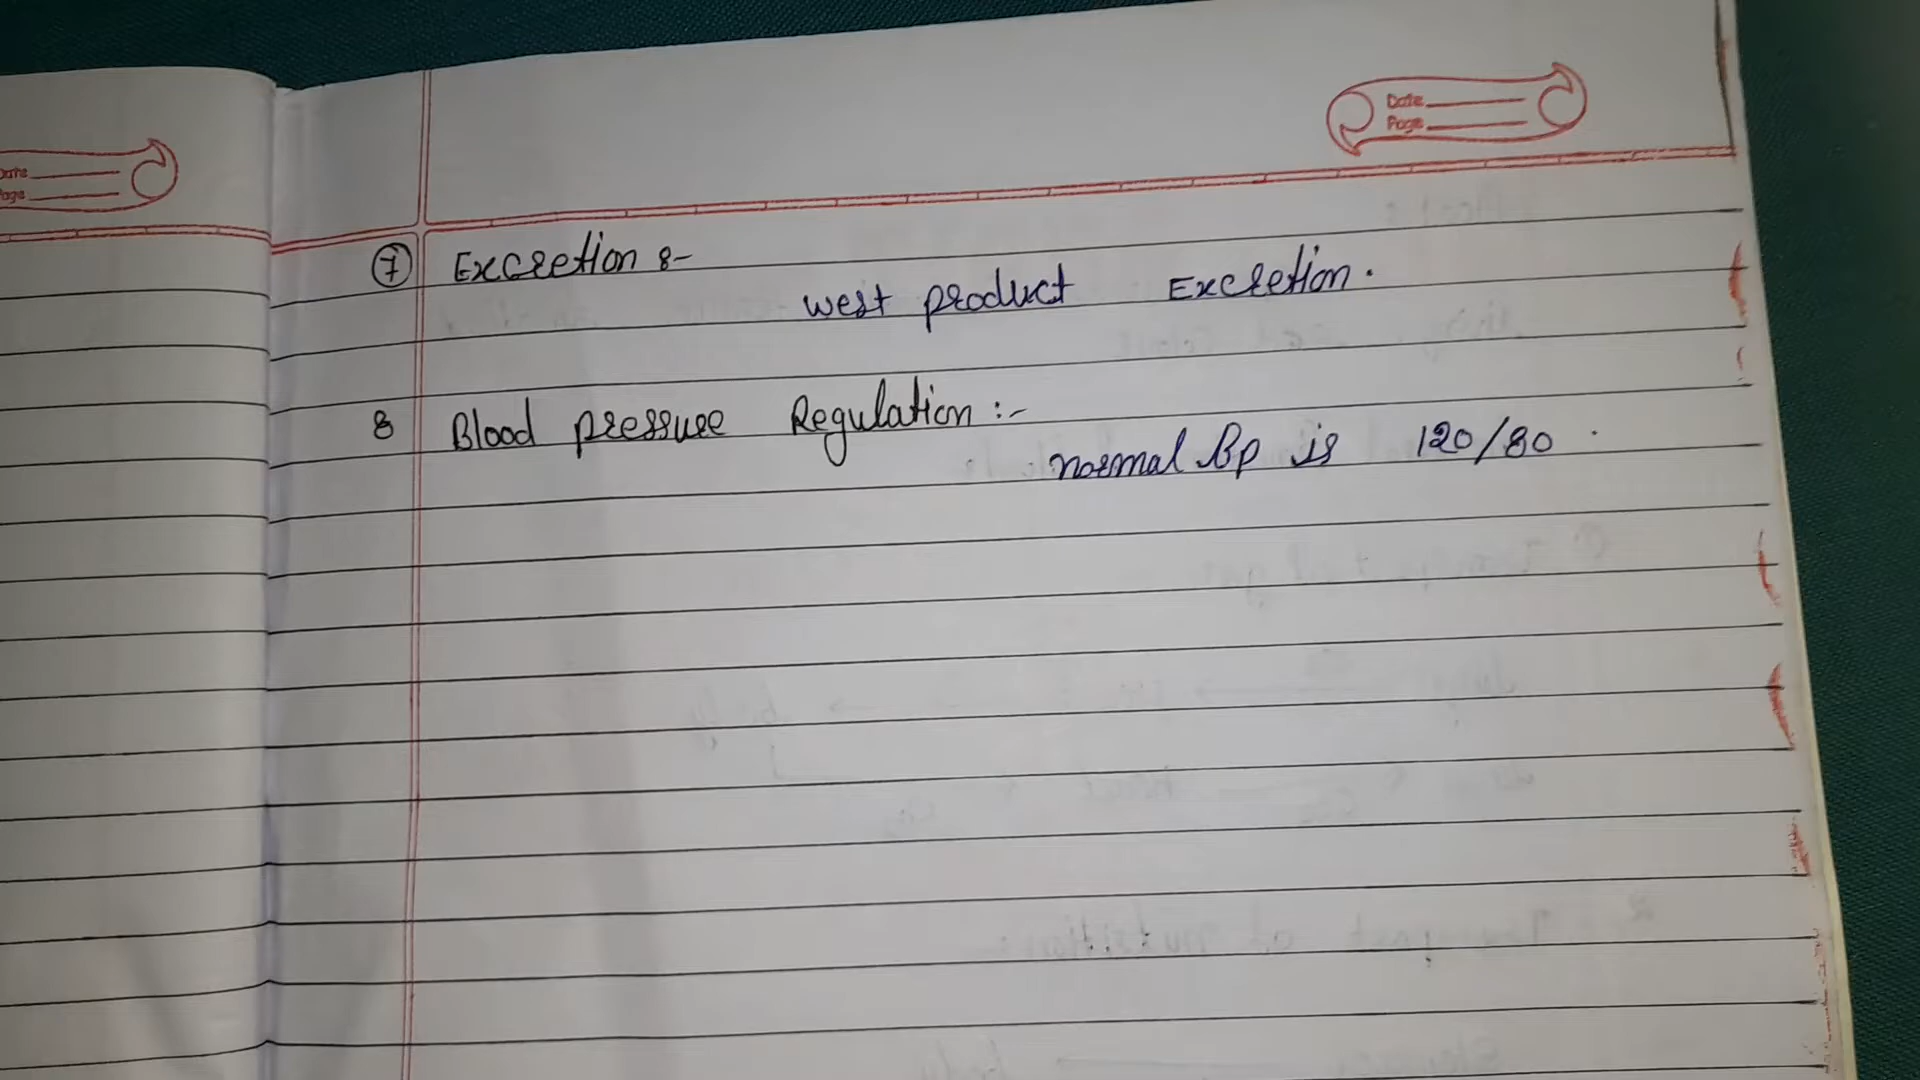 Date
Page
Date
Page
7 Excretion :-
west product Excretion.
8 Blood pressure Regulation :-
normal Bp is 120/80.